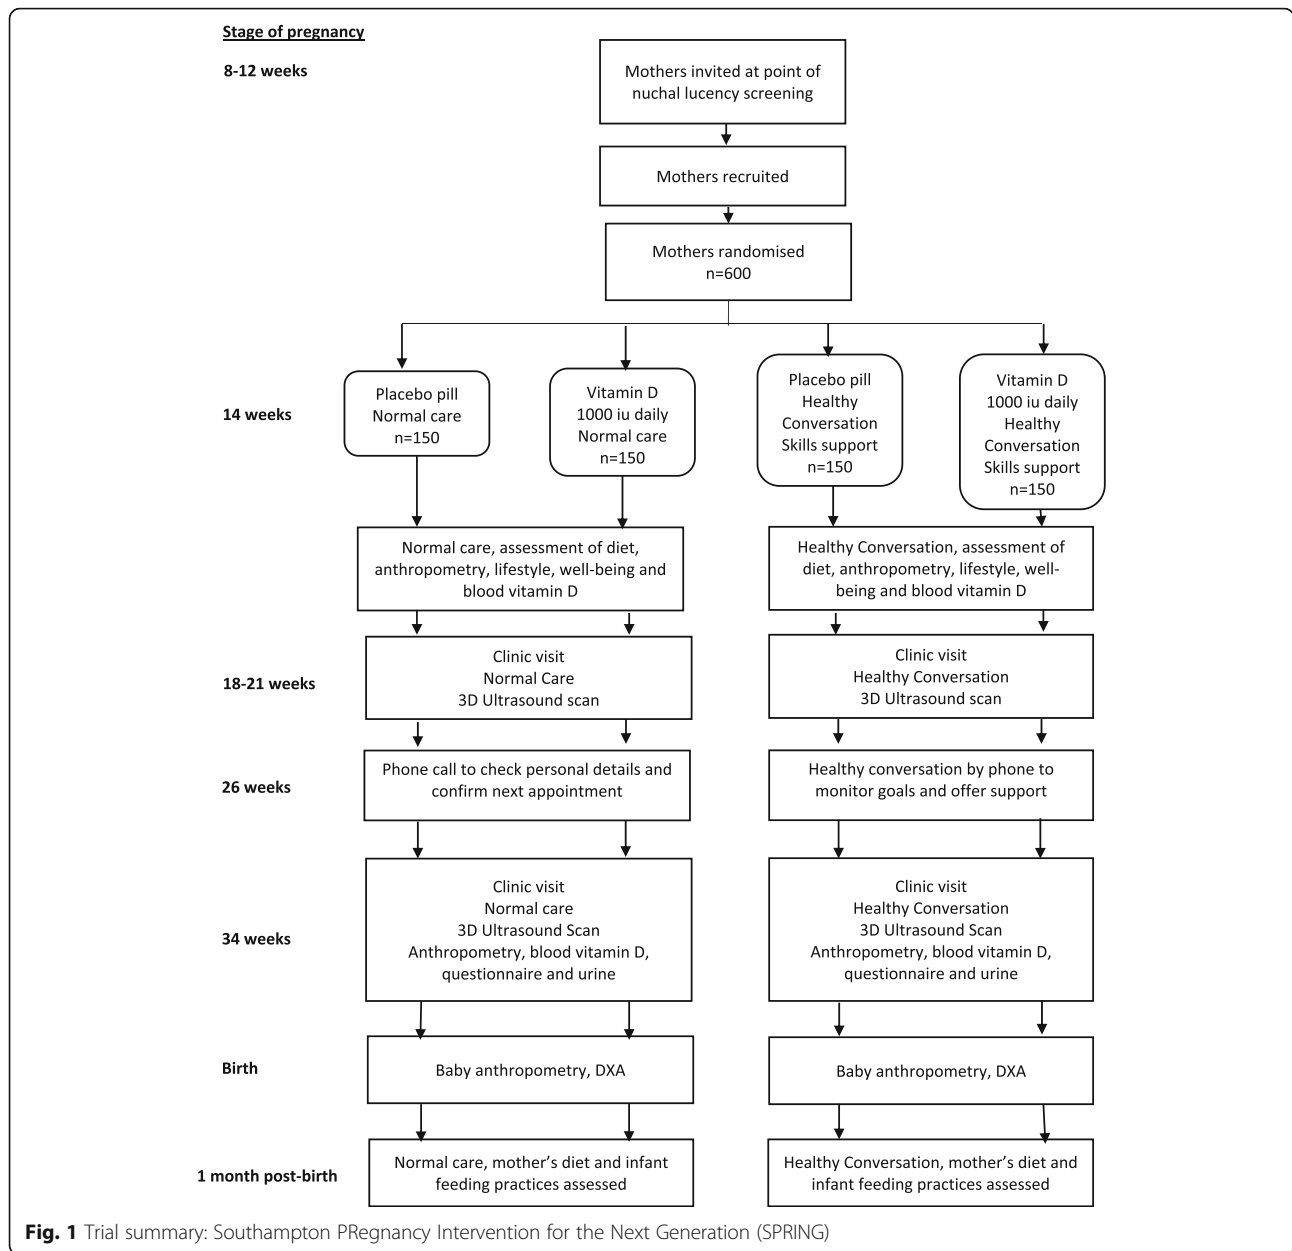 Stage of pregnancy
8-12 weeks
Mothers invited at point of
nuchal lucency screening
Mothers recruited
Mothers randomised
n=600
14 weeks
Placebo pill
Normal care
n=150
Vitamin D
1000 iu daily
Normal care
n=150
Placebo pill
Healthy
Conversation
Skills support
n=150
Vitamin D
1000 iu daily
Healthy
Conversation
Skills support
n=150
Normal care, assessment of diet,
anthropometry, lifestyle, well-being and
blood vitamin D
Healthy Conversation, assessment of
diet, anthropometry, lifestyle, well-
being and blood vitamin D
18-21 weeks
Clinic visit
Normal Care
3D Ultrasound scan
Clinic visit
Healthy Conversation
3D Ultrasound scan
26 weeks
Phone call to check personal details and
confirm next appointment
Healthy conversation by phone to
monitor goals and offer support
34 weeks
Clinic visit
Normal care
3D Ultrasound Scan
Anthropometry, blood vitamin D,
questionnaire and urine
Clinic visit
Healthy Conversation
3D Ultrasound Scan
Anthropometry, blood vitamin D,
questionnaire and urine
Birth
Baby anthropometry, DXA
Baby anthropometry, DXA
1 month post-birth
Normal care, mother’s diet and infant
feeding practices assessed
Healthy Conversation, mother’s diet and
infant feeding practices assessed
Fig. 1 Trial summary: Southampton PRegnancy Intervention for the Next Generation (SPRING)